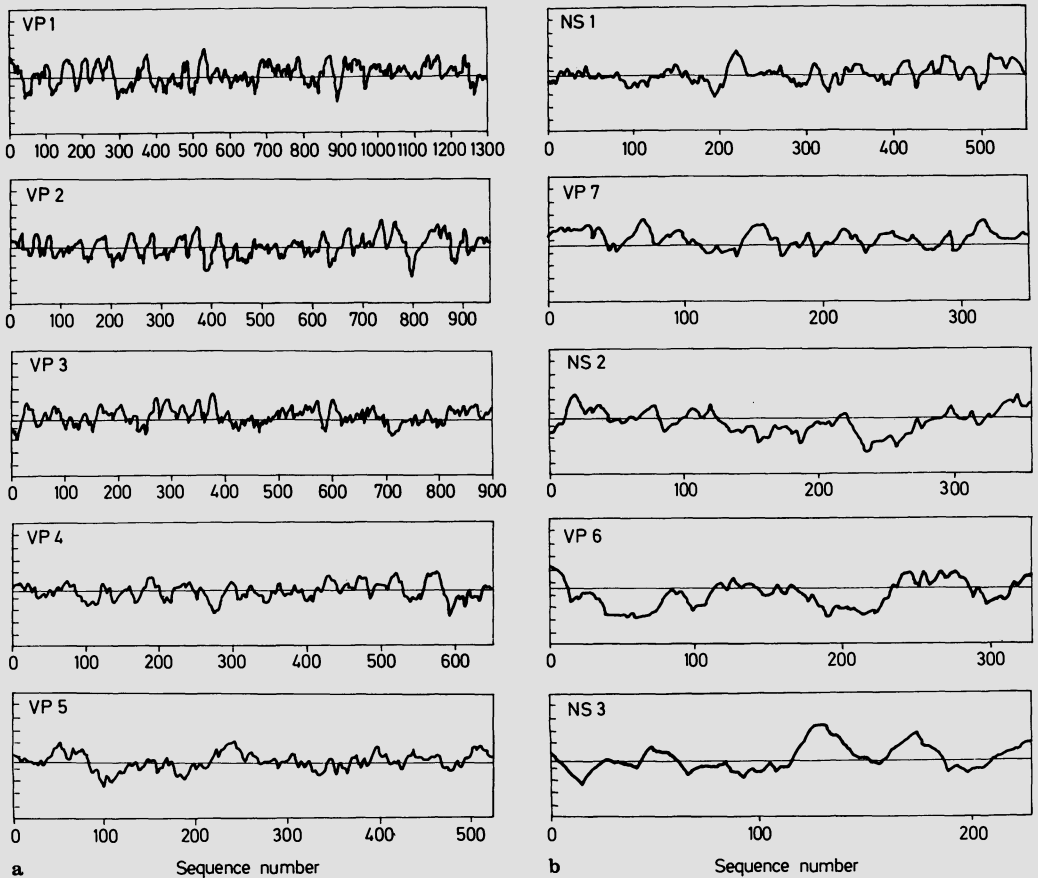 VP 1
0 100 200 300 400 500 600 700 800 900 1000 1100 1200 1300
VP 2
0 100 200 300 400 500 600 700 800 900
VP 3
0 100 200 300 400 500 600 700 800 900
VP 4
0 100 200 300 400 500 600
VP 5
0 100 200 300 400 500
a Sequence number
NS 1
0 100 200 300 400 500
VP 7
0 100 200 300
NS 2
0 100 200 300
VP 6
0 100 200 300
NS 3
0 100 200
b Sequence number